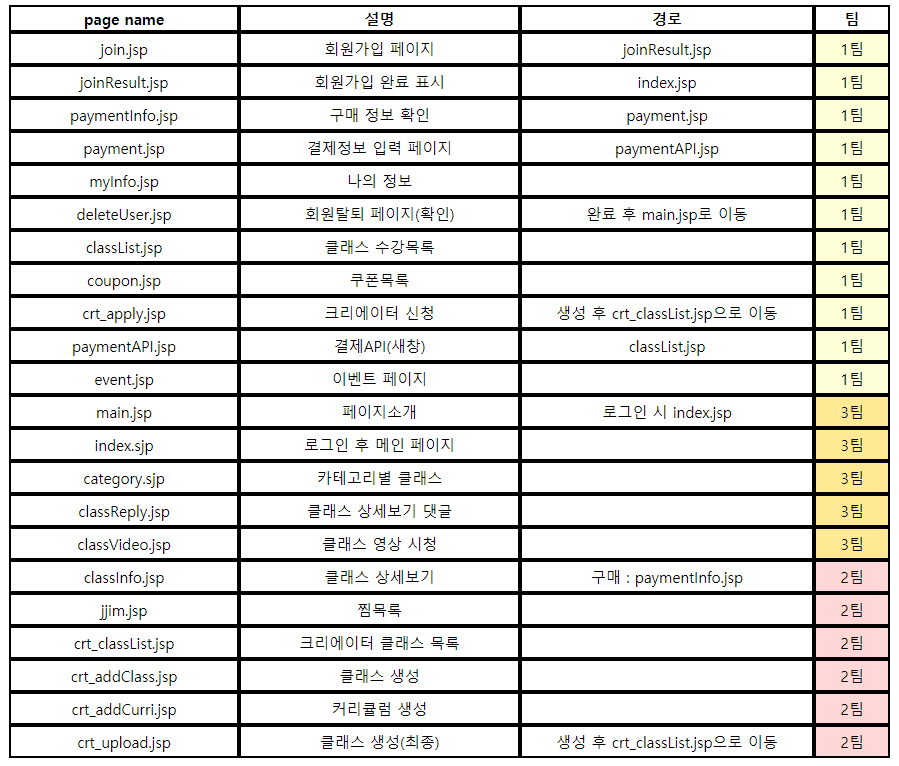 page name 설명 경로 팀
join.jsp 회원가입 페이지 joinResult.jsp 1팀
joinResult.jsp 회원가입 완료 표시 index.jsp 1팀
paymentInfo.jsp 구매 정보 확인 payment.jsp 1팀
payment.jsp 결제정보 입력 페이지 paymentAPI.jsp 1팀
myInfo.jsp 나의 정보 1팀
deleteUser.jsp 회원탈퇴 페이지(확인) 완료 후 main.jsp로 이동 1팀
classList.jsp 클래스 수강목록 1팀
coupon.jsp 쿠폰목록 1팀
crt_apply.jsp 크리에이터 신청 생성 후 crt_classList.jsp으로 이동 1팀
paymentAPI.jsp 결제API(새창) classList.jsp 1팀
event.jsp 이벤트 페이지 1팀
main.jsp 페이지소개 로그인 시 index.jsp 3팀
index.sjp 로그인 후 메인 페이지 3팀
category.sjp 카테고리별 클래스 3팀
classReply.jsp 클래스 상세보기 댓글 3팀
classVideo.jsp 클래스 영상 시청 3팀
classInfo.jsp 클래스 상세보기 구매 : paymentInfo.jsp 2팀
jjim.jsp 찜목록 2팀
crt_classList.jsp 크리에이터 클래스 목록 2팀
crt_addClass.jsp 클래스 생성 2팀
crt_addCurri.jsp 커리큘럼 생성 2팀
crt_upload.jsp 클래스 생성(최종) 생성 후 crt_classList.jsp으로 이동 2팀